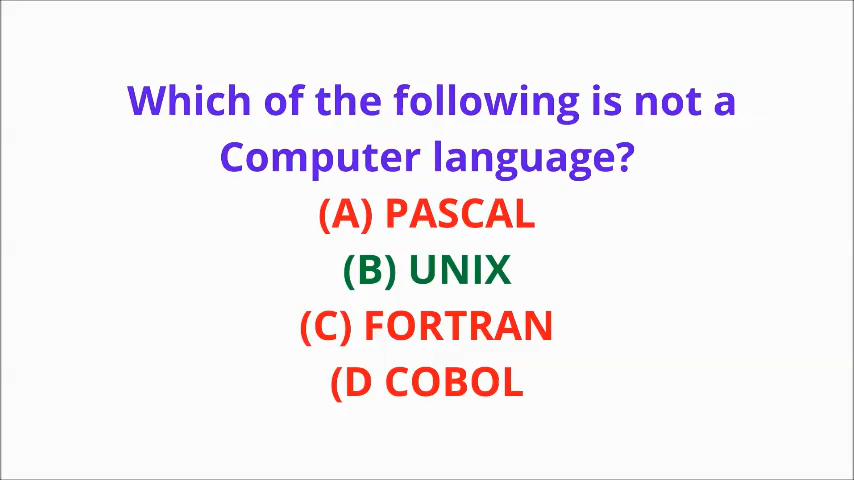 Which of the following is not a
Computer language?
(A) PASCAL
(B) UNIX
(C) FORTRAN
(D COBOL